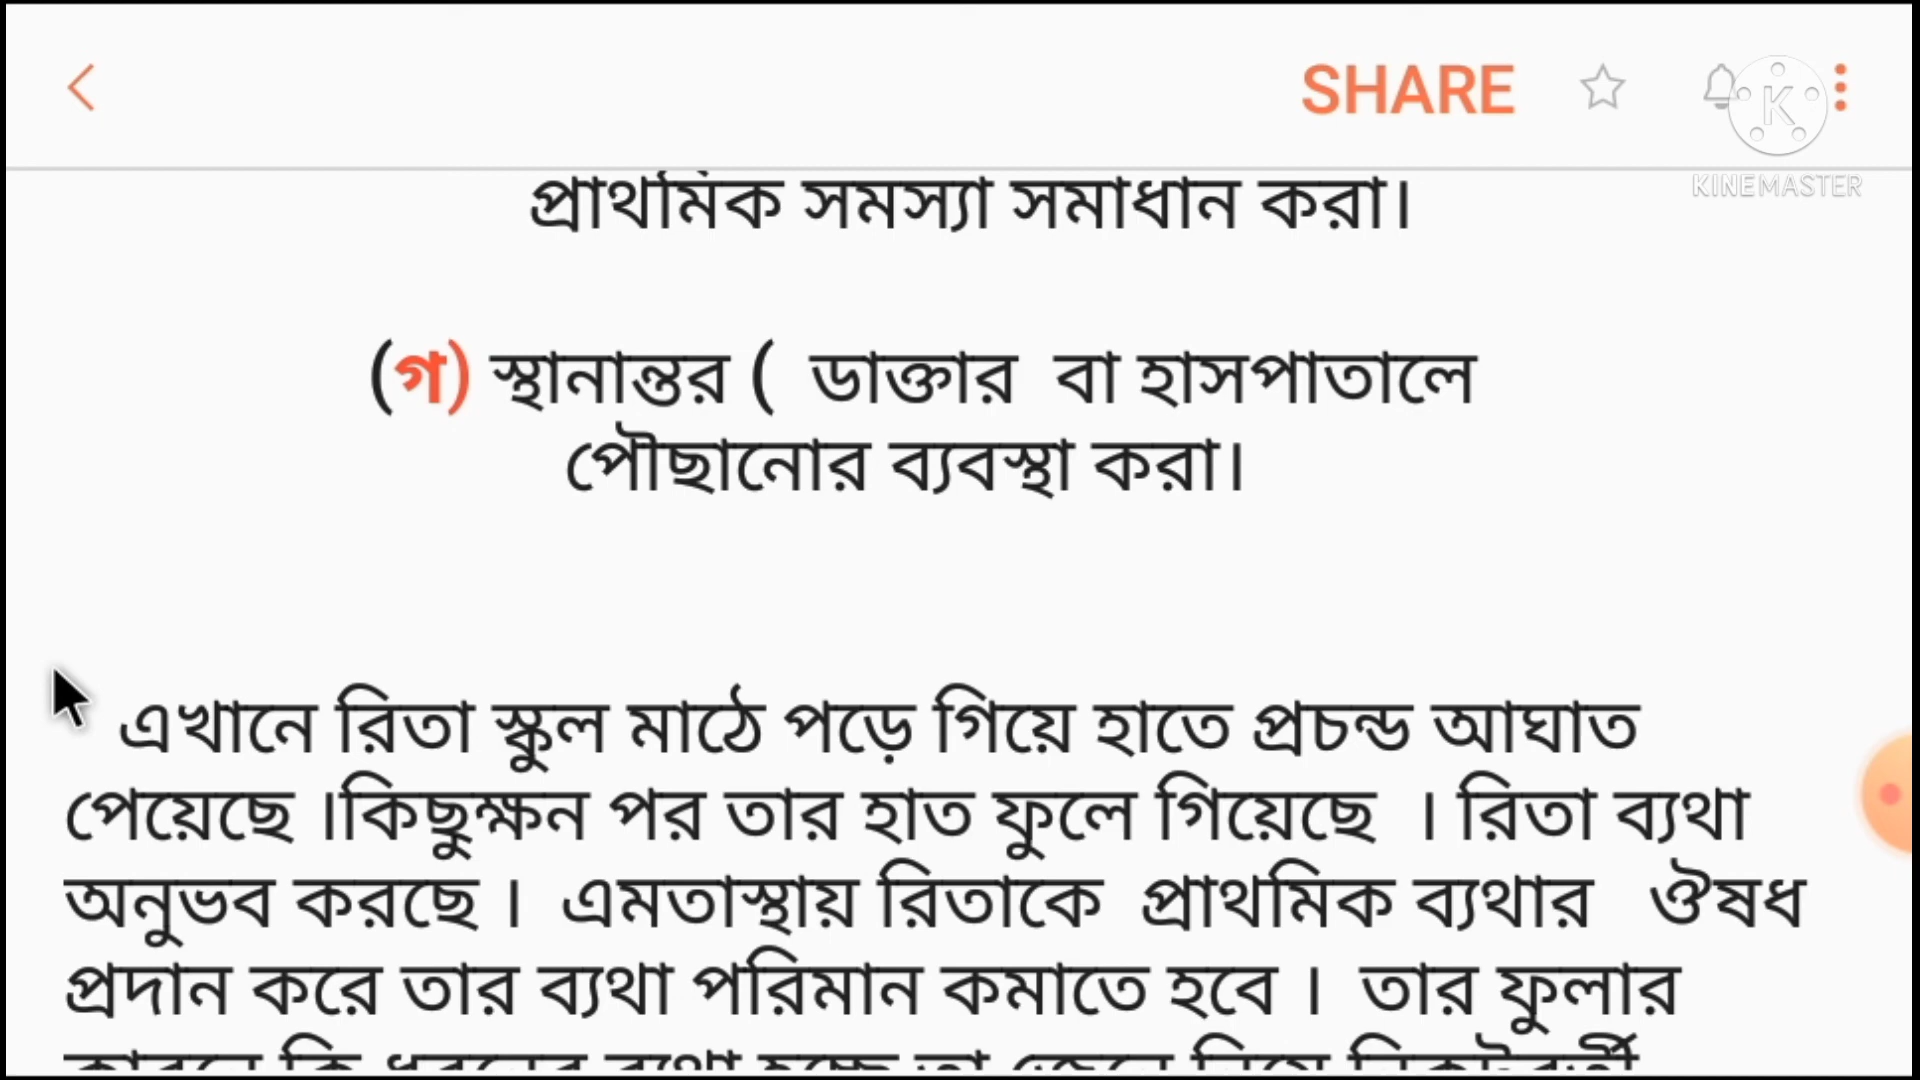 SHARE
KINEMASTER
প্রাথমিক সমস্যা সমাধান করা।
(গ) স্থানান্তর ( ডাক্তার বা হাসপাতালে
পৌছানোর ব্যবস্থা করা।
এখানে রিতা স্কুল মাঠে পড়ে গিয়ে হাতে প্রচন্ড আঘাত
পেয়েছে ।কিছুক্ষন পর তার হাত ফুলে গিয়েছে । রিতা ব্যথা
অনুভব করছে । এমতাস্থায় রিতাকে প্রাথমিক ব্যথার ঔষধ
প্রদান করে তার ব্যথা পরিমান কমাতে হবে । তার ফুলার